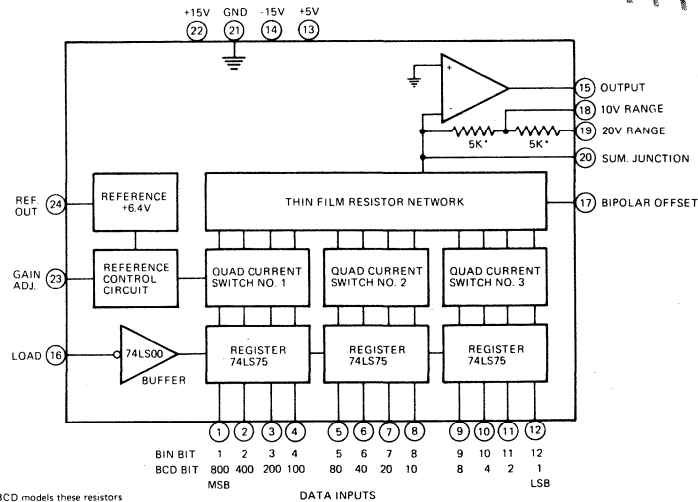 +15V GND -15V +5V
22 21 14 13
+
-
15 OUTPUT
18 10V RANGE
19 20V RANGE
5K* 5K*
20 SUM. JUNCTION
REF. OUT 24
REFERENCE +6.4V
THIN FILM RESISTOR NETWORK
17 BIPOLAR OFFSET
GAIN ADJ. 23
REFERENCE CONTROL CIRCUIT
QUAD CURRENT SWITCH NO. 1
QUAD CURRENT SWITCH NO. 2
QUAD CURRENT SWITCH NO. 3
LOAD 16
74LS00
BUFFER
REGISTER 74LS75
REGISTER 74LS75
REGISTER 74LS75
1 2 3 4 5 6 7 8 9 10 11 12
BIN BIT 1 2 3 4 5 6 7 8 9 10 11 12
BCD BIT 800 400 200 100 80 40 20 10 8 4 2 1
MSB LSB
DATA INPUTS
BCD models these resistors